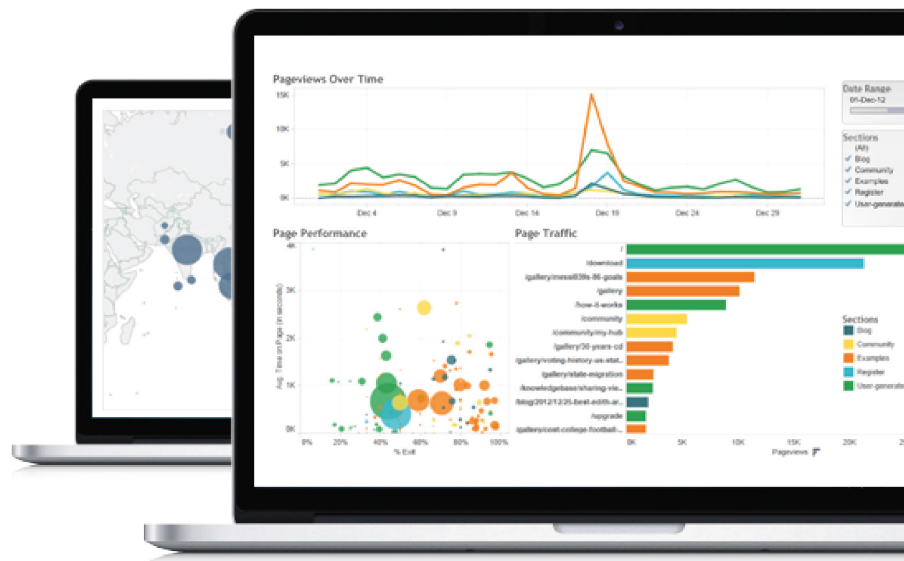 Pageviews Over Time
15K
10K
5K
0K
Dec 4
Dec 9
Dec 14
Dec 19
Dec 24
Dec 29
Date Range
01-Dec-12
Sections
(All)
Blog
Community
Examples
Register
User-generate
Page Performance
4K
3K
2K
1K
0K
Avg. Time on Page (in seconds)
0%
20%
40%
60%
80%
100%
% Exit
Page Traffic
/
/download
/gallery/messi839s-86-goals
/gallery
/how-it-works
/community
/community/my-hub
/gallery/30-years-cd
/gallery/voting-history-us-stat..
/gallery/state-migration
/knowledgebase/sharing-vie..
/blog/2012/12/25-best-edith-ar..
/upgrade
/gallery/cost-college-football-..
0K
5K
10K
15K
20K
25
Pageviews
Sections
Blog
Community
Examples
Register
User-generate